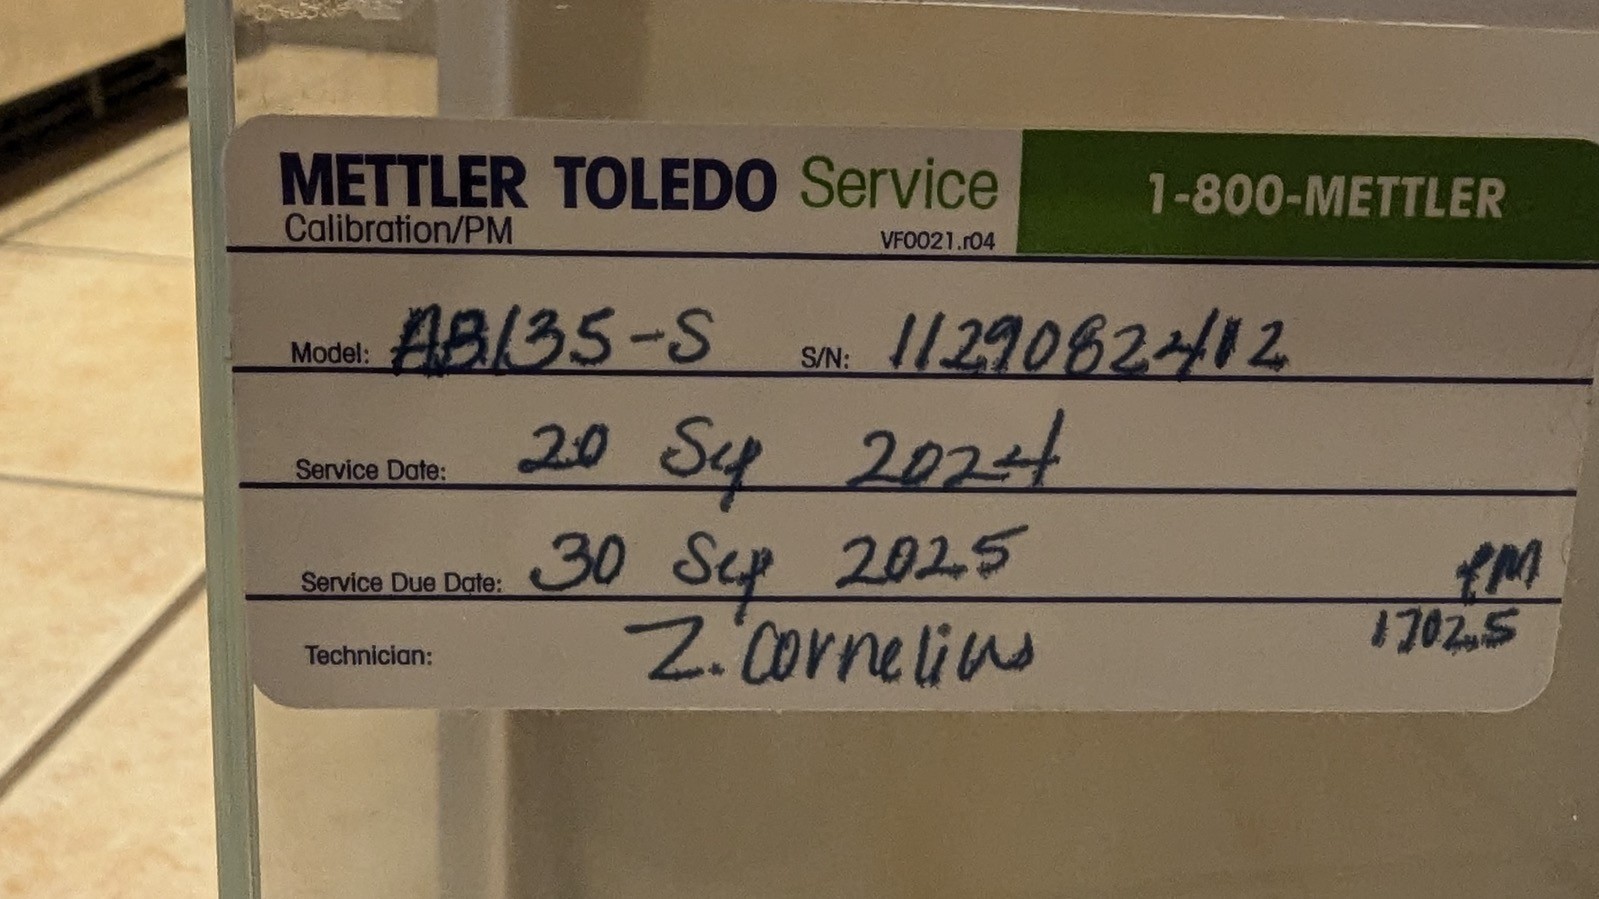 METTLER TOLEDO Service
1-800-METTLER
Calibration/PM
VF0021.r04
Model: AB135-S S/N: 11290822412
Service Date: 20 Sep 2024
Service Due Date: 30 Sep 2025
PM
Technician: Z. Cornelius
17025